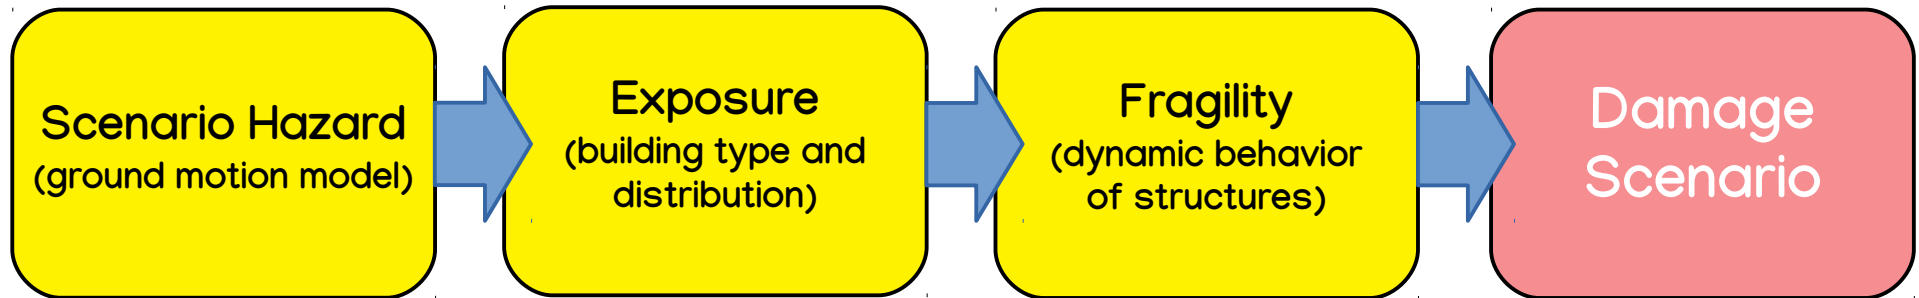 Scenario Hazard
(ground motion model)
Exposure
(building type and
distribution)
Fragility
(dynamic behavior
of structures)
Damage
Scenario